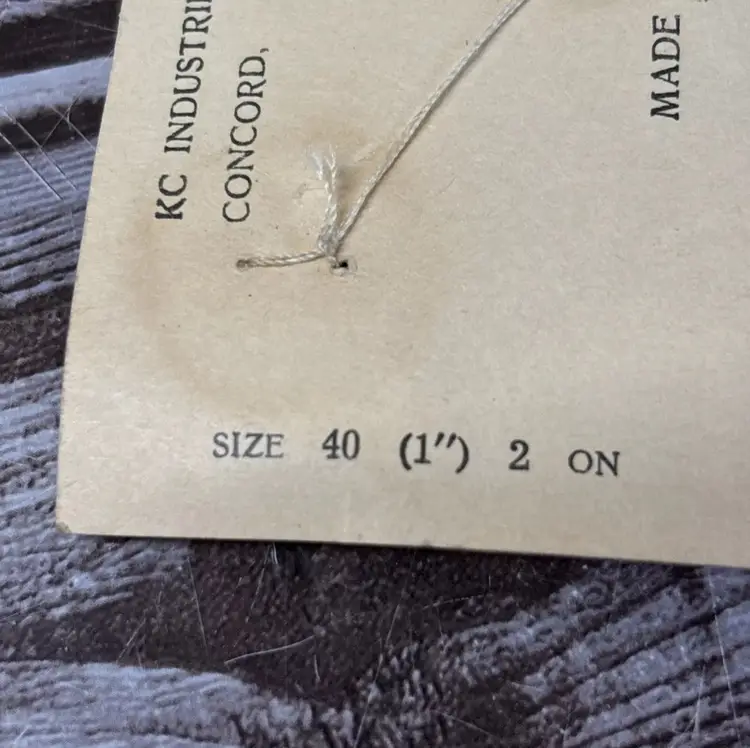 KC INDUSTRI
CONCORD,
MADE
SIZE 40 (1") 2 ON